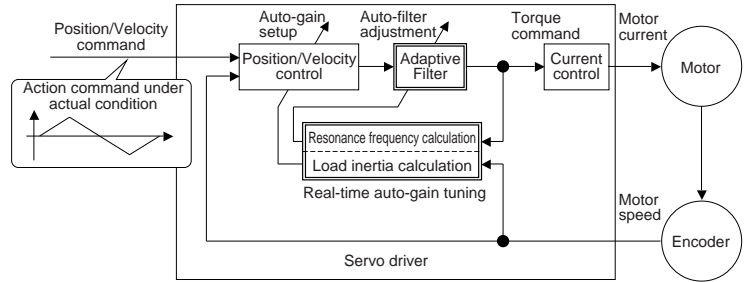 Position/Velocity
command
Auto-gain
setup
Auto-filter
adjustment
Torque
command
Motor
current
Action command under
actual condition
Position/Velocity
control
Adaptive
Filter
Current
control
Motor
Resonance frequency calculation
Load inertia calculation
Real-time auto-gain tuning
Motor
speed
Encoder
Servo driver